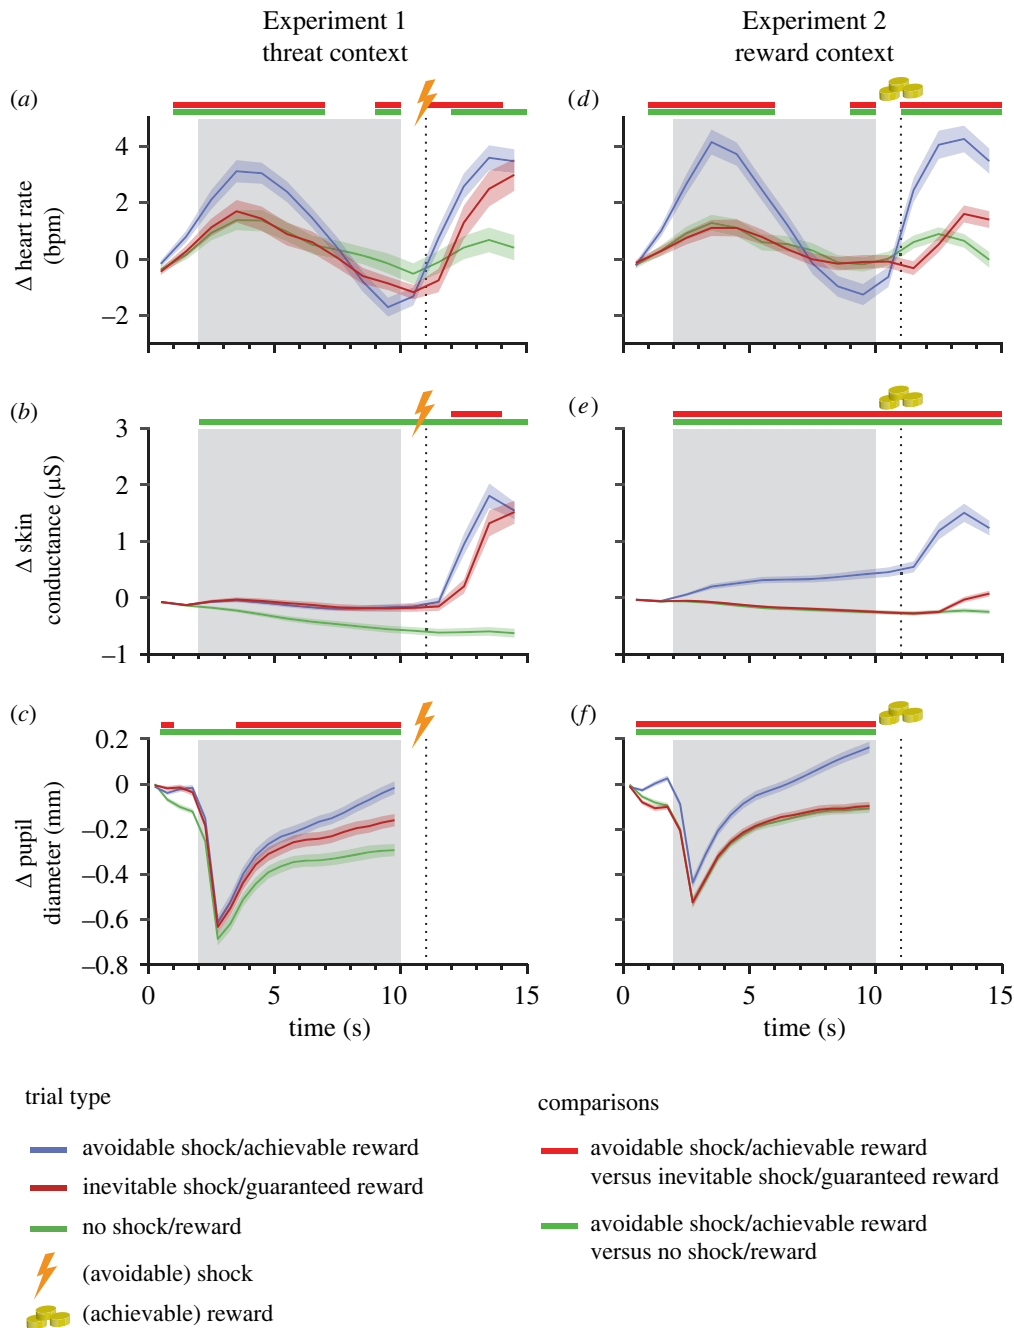 Experiment 1
threat context
Experiment 2
reward context
(a)
(d)
4
2
0
–2
Δ heart rate
(bpm)
(b)
(e)
3
2
1
0
–1
Δ skin
conductance (µS)
(c)
(f)
0.2
0
–0.2
–0.4
–0.6
–0.8
Δ pupil
diameter (mm)
0 5 10 15
time (s)
0 5 10 15
time (s)
trial type
avoidable shock/achievable reward
inevitable shock/guaranteed reward
no shock/reward
(avoidable) shock
(achievable) reward
comparisons
avoidable shock/achievable reward
versus inevitable shock/guaranteed reward
avoidable shock/achievable reward
versus no shock/reward